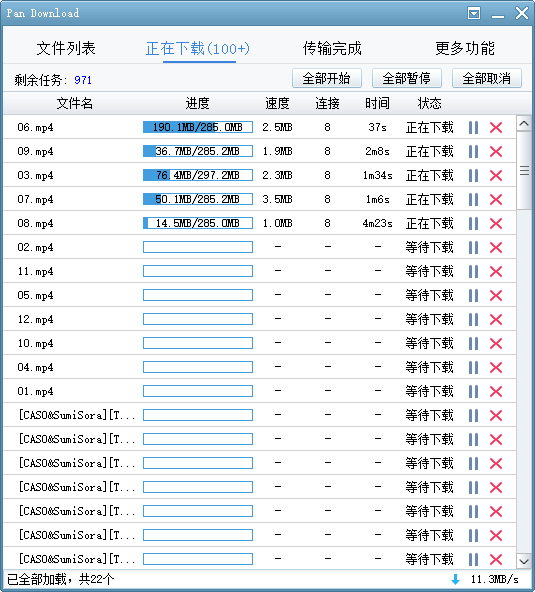 Pan Download
文件列表 正在下载(100+) 传输完成 更多功能
剩余任务: 971 全部开始 全部暂停 全部取消
文件名 进度 速度 连接 时间 状态
06.mp4 190.1MB/285.0MB 2.5MB 8 37s 正在下载
09.mp4 36.7MB/285.2MB 1.9MB 8 2m8s 正在下载
03.mp4 76.4MB/297.2MB 2.3MB 8 1m34s 正在下载
07.mp4 50.1MB/285.2MB 3.5MB 8 1m6s 正在下载
08.mp4 14.5MB/285.0MB 1.0MB 8 4m23s 正在下载
02.mp4 - - - 等待下载
11.mp4 - - - 等待下载
05.mp4 - - - 等待下载
12.mp4 - - - 等待下载
10.mp4 - - - 等待下载
04.mp4 - - - 等待下载
01.mp4 - - - 等待下载
[CASO&SumiSora][T... - - - 等待下载
[CASO&SumiSora][T... - - - 等待下载
[CASO&SumiSora][T... - - - 等待下载
[CASO&SumiSora][T... - - - 等待下载
[CASO&SumiSora][T... - - - 等待下载
[CASO&SumiSora][T... - - - 等待下载
[CASO&SumiSora][T... - - - 等待下载
已全部加载，共22个 11.3MB/s